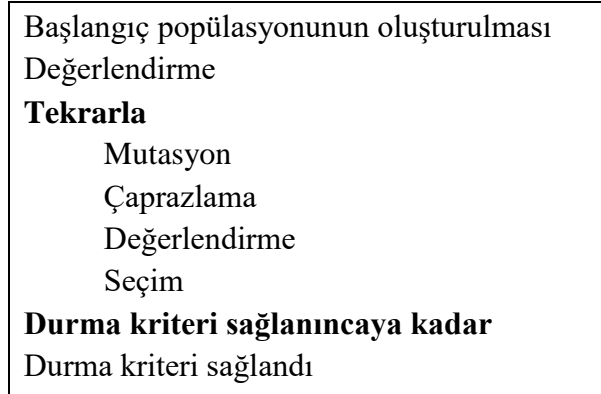 Başlangıç popülasyonunun oluşturulması
Değerlendirme
Tekrarla
Mutasyon
Çaprazlama
Değerlendirme
Seçim
Durma kriteri sağlanıncaya kadar
Durma kriteri sağlandı